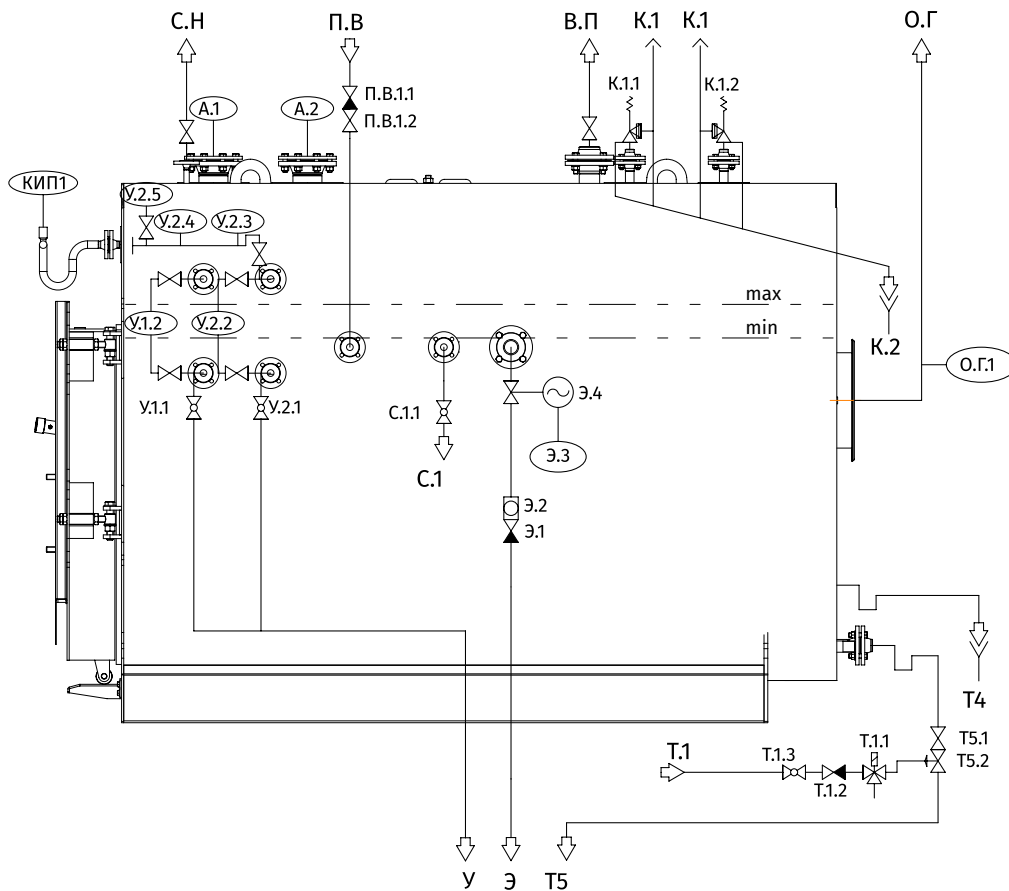 С.Н
П.В
В.П
К.1
К.1
О.Г
К.1.1
К.1.2
П.В.1.1
А.1
А.2
П.В.1.2
КИП1
У.2.5
У.2.4
У.2.3
max
У.1.2
У.2.2
min
К.2
О.Г.1
Э.4
У.1.1
У.2.1
С.1.1
Э.3
С.1
Э.2
Э.1
Т4
Т.1
Т.1.3
Т.1.1
Т5.1
Т5.2
Т.1.2
У
Э
Т5